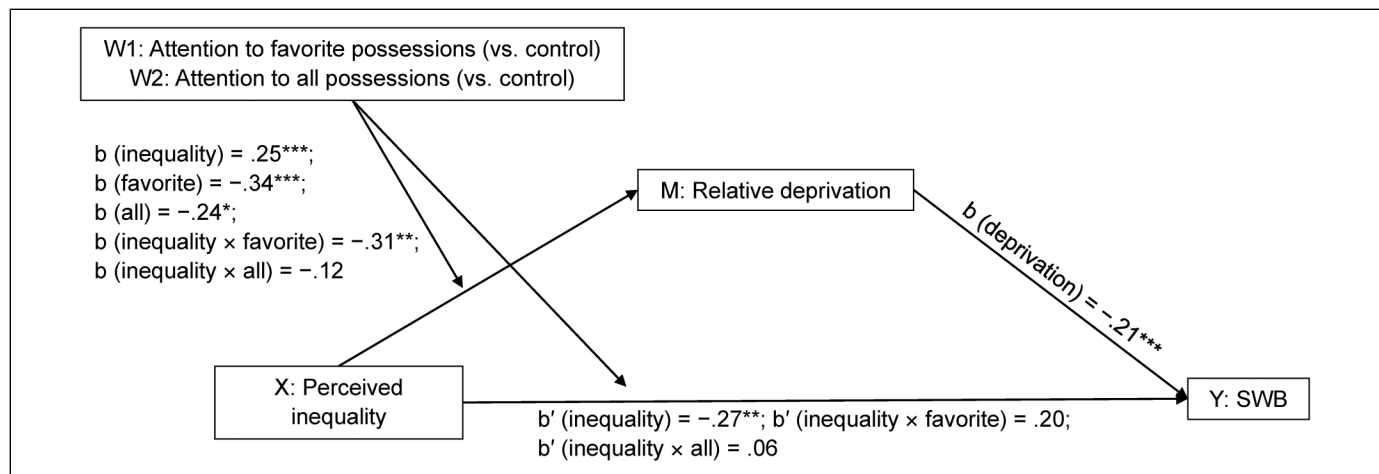 W1: Attention to favorite possessions (vs. control)
W2: Attention to all possessions (vs. control)
b (inequality) = .25***;
b (favorite) = −.34***;
b (all) = −.24*;
b (inequality × favorite) = −.31**;
b (inequality × all) = −.12
M: Relative deprivation
b (deprivation) = −.21***
X: Perceived
inequality
Y: SWB
b′ (inequality) = −.27**; b′ (inequality × favorite) = .20;
b′ (inequality × all) = .06